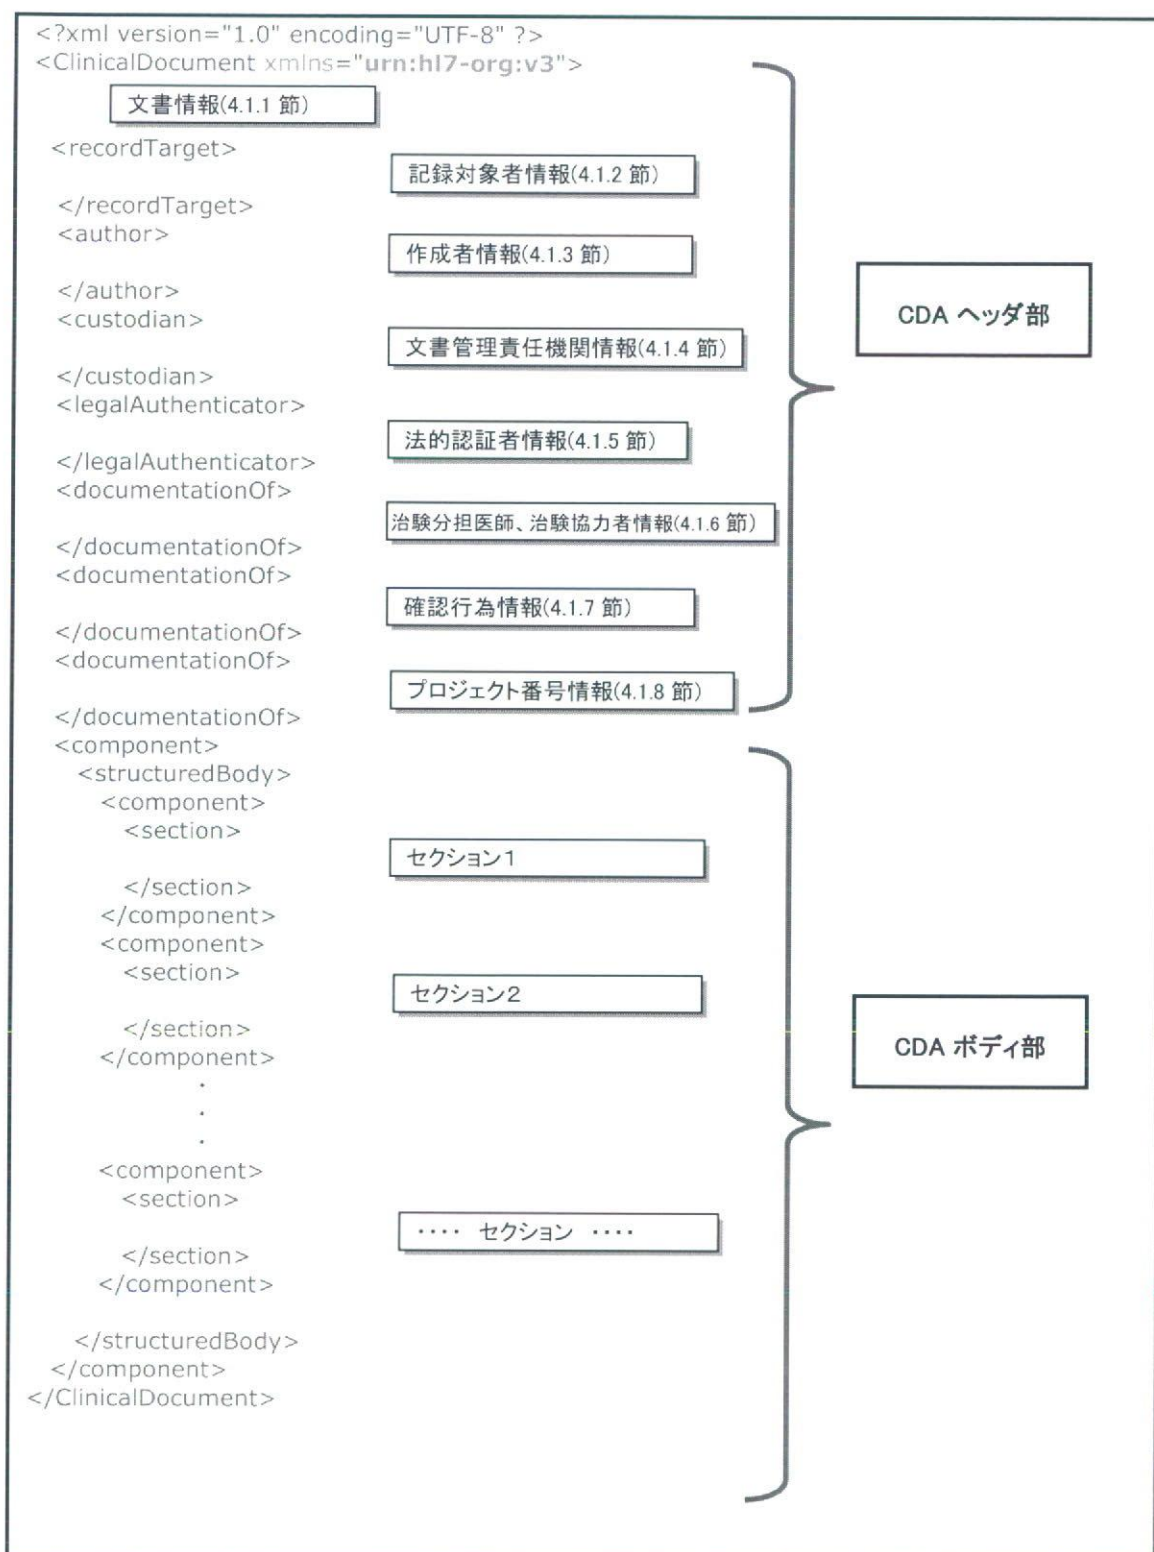 <?xml version="1.0" encoding="UTF-8" ?>
<ClinicalDocument xmlns="urn:hl7-org:v3">
文書情報(4.1.1 節)
<recordTarget>
記録対象者情報(4.1.2 節)
</recordTarget>
<author>
作成者情報(4.1.3 節)
</author>
<custodian>
文書管理責任機関情報(4.1.4 節)
</custodian>
<legalAuthenticator>
法的認証者情報(4.1.5 節)
</legalAuthenticator>
<documentationOf>
治験分担医師、治験協力者情報(4.1.6 節)
</documentationOf>
<documentationOf>
確認行為情報(4.1.7 節)
</documentationOf>
<documentationOf>
プロジェクト番号情報(4.1.8 節)
</documentationOf>
CDA ヘッダ部
<component>
<structuredBody>
<component>
<section>
セクション1
</section>
</component>
<component>
<section>
セクション2
</section>
</component>
・
・
・
<component>
<section>
・・・・ セクション ・・・・
</section>
</component>
</structuredBody>
</component>
</ClinicalDocument>
CDA ボディ部